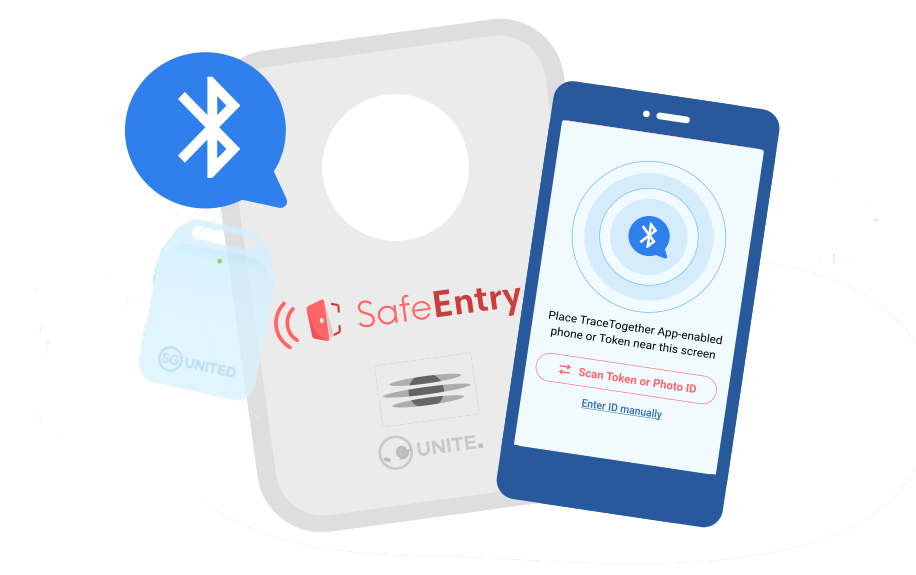 SafeEntry
SG UNITED
UNITE.
Place TraceTogether App-enabled
phone or Token near this screen
Scan Token or Photo ID
Enter ID manually